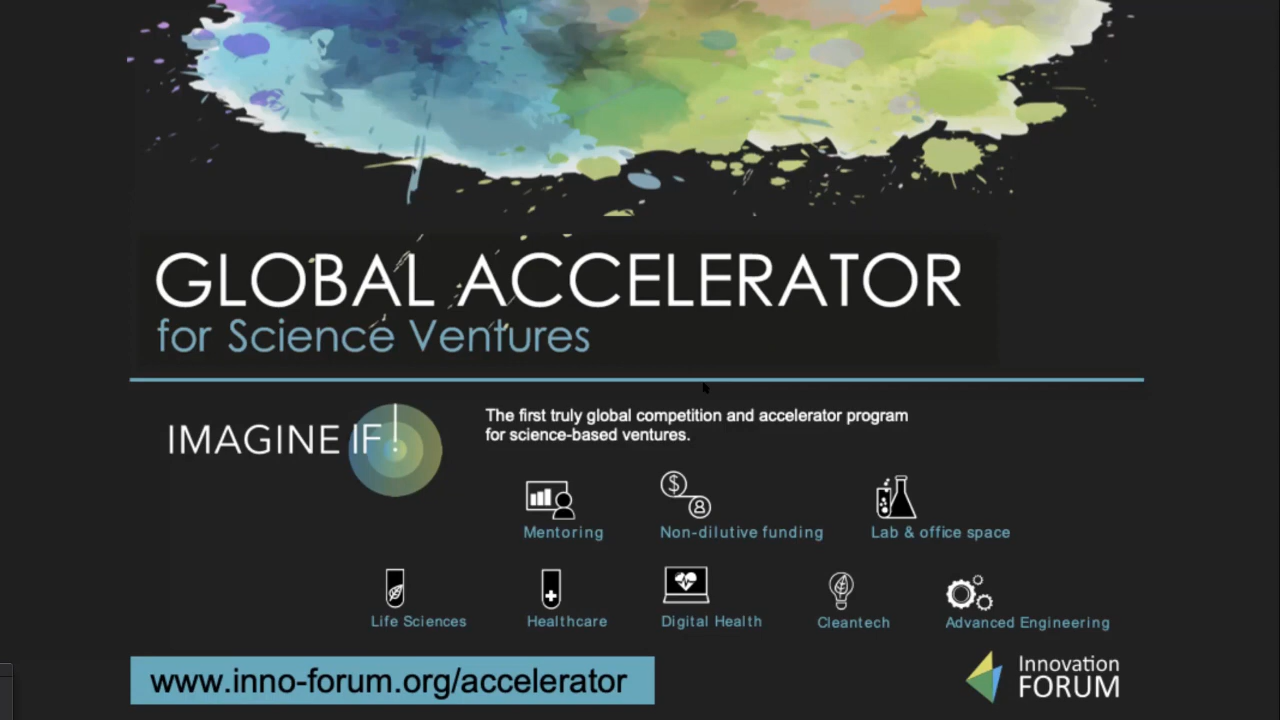 GLOBAL ACCELERATOR
for Science Ventures
IMAGINE IF!
The first truly global competition and accelerator program
for science-based ventures.
$
Mentoring
Non-dilutive funding
Lab & office space
Life Sciences
Healthcare
Digital Health
Cleantech
Advanced Engineering
www.inno-forum.org/accelerator
Innovation
FORUM